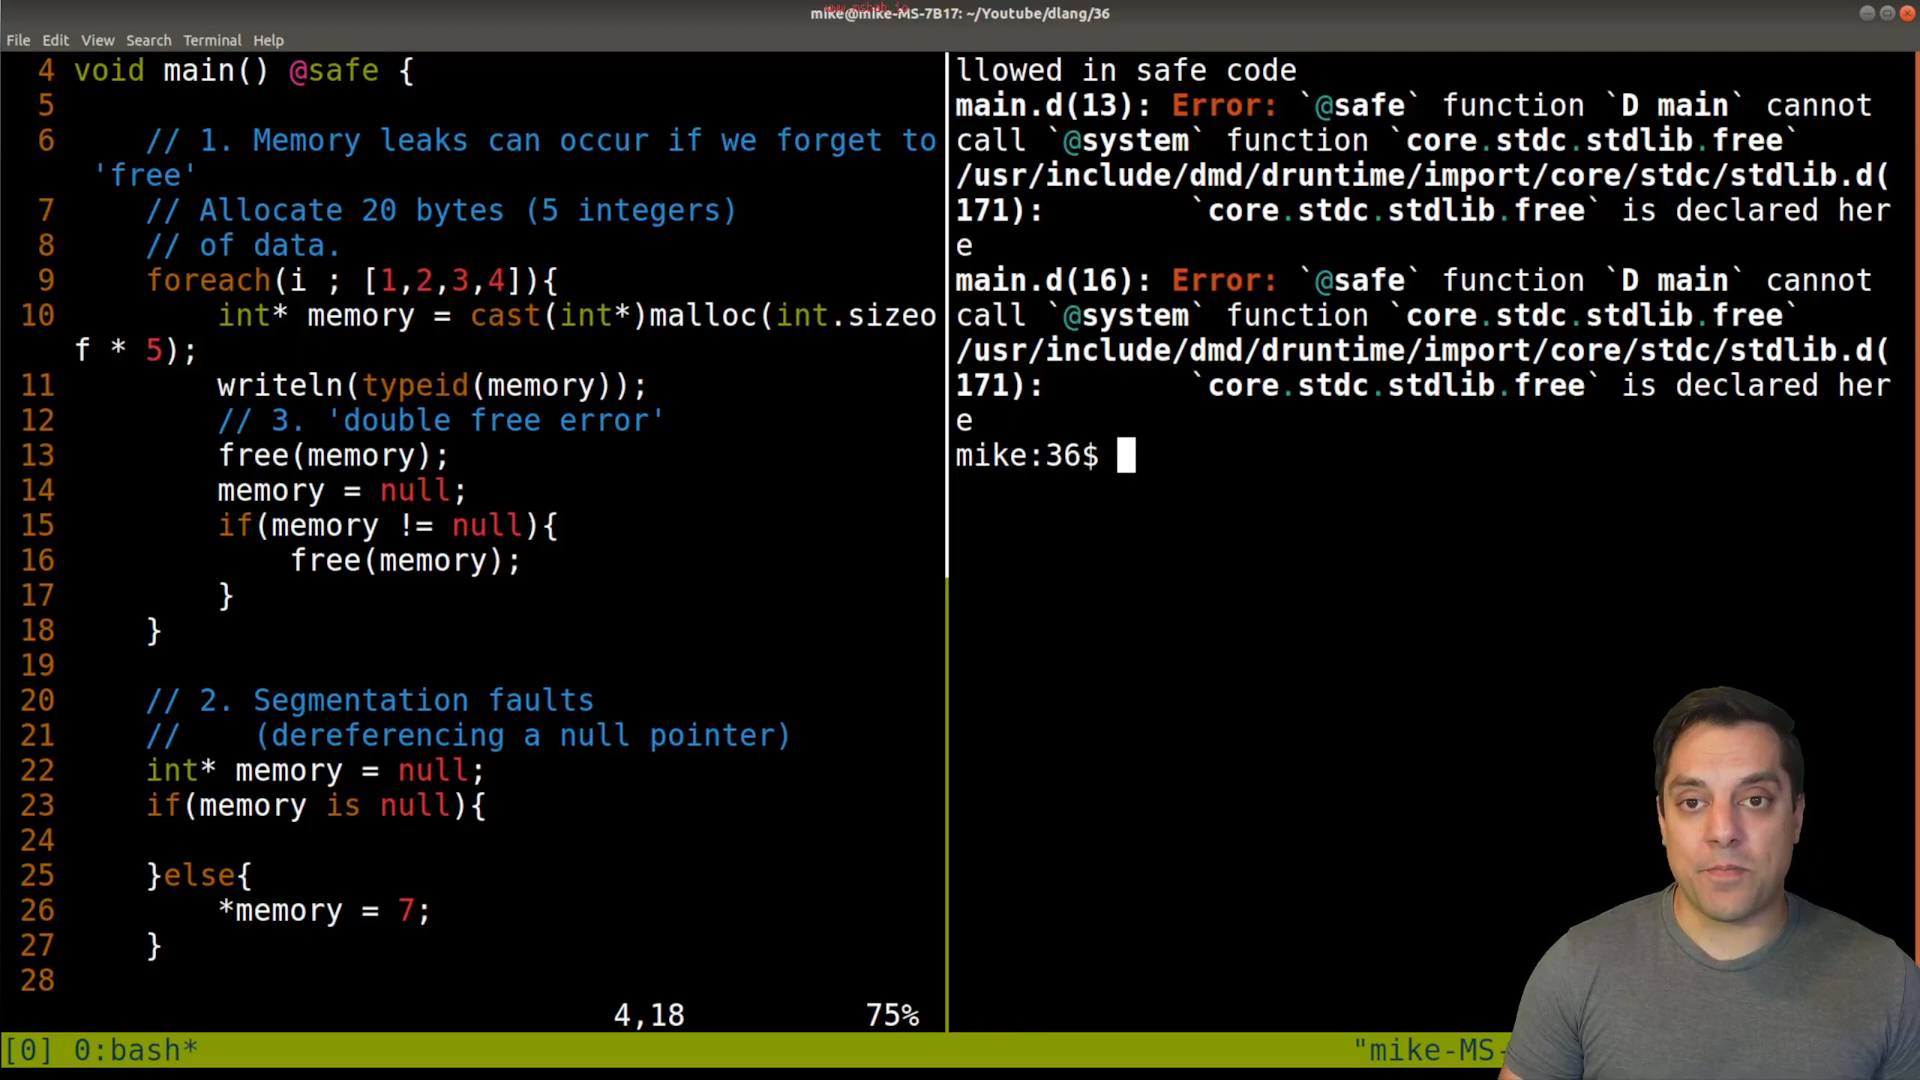 www.mshah.io
mike@mike-MS-7B17: ~/Youtube/dlang/36
File Edit View Search Terminal Help
4 void main() @safe {
5
6     // 1. Memory leaks can occur if we forget to
'free'
7     // Allocate 20 bytes (5 integers)
8     // of data.
9     foreach(i ; [1,2,3,4]){
10         int* memory = cast(int*)malloc(int.sizeo
f * 5);
11         writeln(typeid(memory));
12         // 3. 'double free error'
13         free(memory);
14         memory = null;
15         if(memory != null){
16             free(memory);
17         }
18     }
19
20     // 2. Segmentation faults
21     //    (dereferencing a null pointer)
22     int* memory = null;
23     if(memory is null){
24
25     }else{
26         *memory = 7;
27     }
28
4,18 75%
llowed in safe code
main.d(13): Error: `@safe` function `D main` cannot
call `@system` function `core.stdc.stdlib.free`
/usr/include/dmd/druntime/import/core/stdc/stdlib.d(
171):        `core.stdc.stdlib.free` is declared her
e
main.d(16): Error: `@safe` function `D main` cannot
call `@system` function `core.stdc.stdlib.free`
/usr/include/dmd/druntime/import/core/stdc/stdlib.d(
171):        `core.stdc.stdlib.free` is declared her
e
mike:36$
[0] 0:bash* "mike-MS-